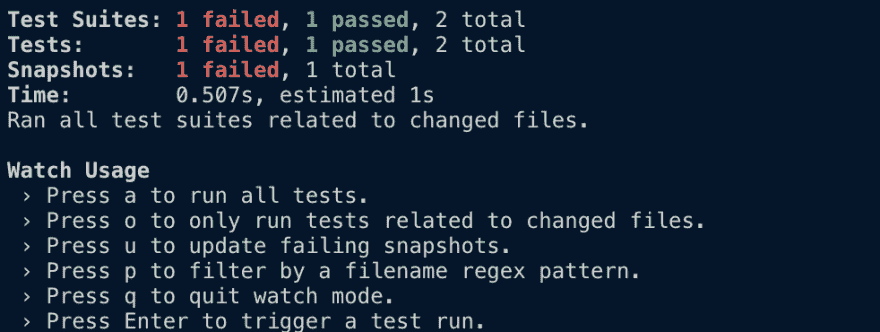 Test Suites: 1 failed, 1 passed, 2 total
Tests:       1 failed, 1 passed, 2 total
Snapshots:   1 failed, 1 total
Time:        0.507s, estimated 1s
Ran all test suites related to changed files.

Watch Usage
 › Press a to run all tests.
 › Press o to only run tests related to changed files.
 › Press u to update failing snapshots.
 › Press p to filter by a filename regex pattern.
 › Press q to quit watch mode.
 › Press Enter to trigger a test run.